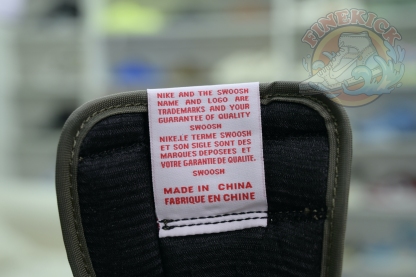 FINEKICK
NIKE AND THE SWOOSH
NAME AND LOGO ARE
TRADEMARKS AND YOUR
GUARANTEE OF QUALITY
SWOOSH
NIKE.LE TERME SWOOSH
ET SON SIGLE SONT DES
MARQUES DEPOSEES ET
VOTRE GARANTIE DE QUALITE.
SWOOSH
MADE IN CHINA
FABRIQUE EN CHINE